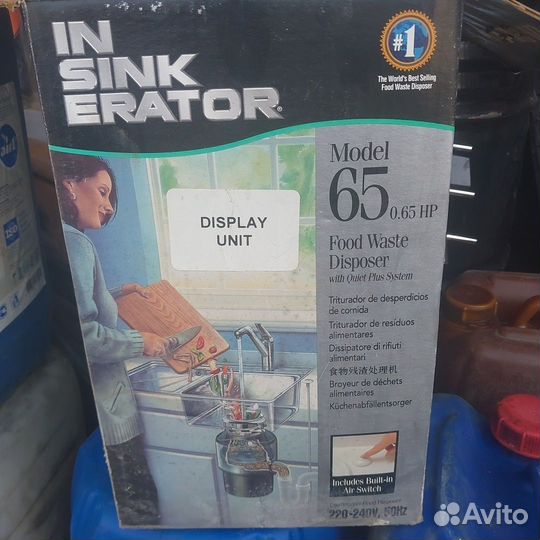 IN
SINK
ERATOR®
#1
The World's Best Selling
Food Waste Disposer
Model
65 0.65 HP
Food Waste
Disposer
with Quiet Plus System
DISPLAY
UNIT
Triturador de desperdicios
de comida
Triturador de resíduos
alimentares
Dissipatore di rifiuti
alimentari
食物残渣处理机
Broyeur de déchets
alimentaires
Küchenabfällentsorger
Includes Built-in
Air Switch
Food Disposer
220-240V, 50Hz
Avito